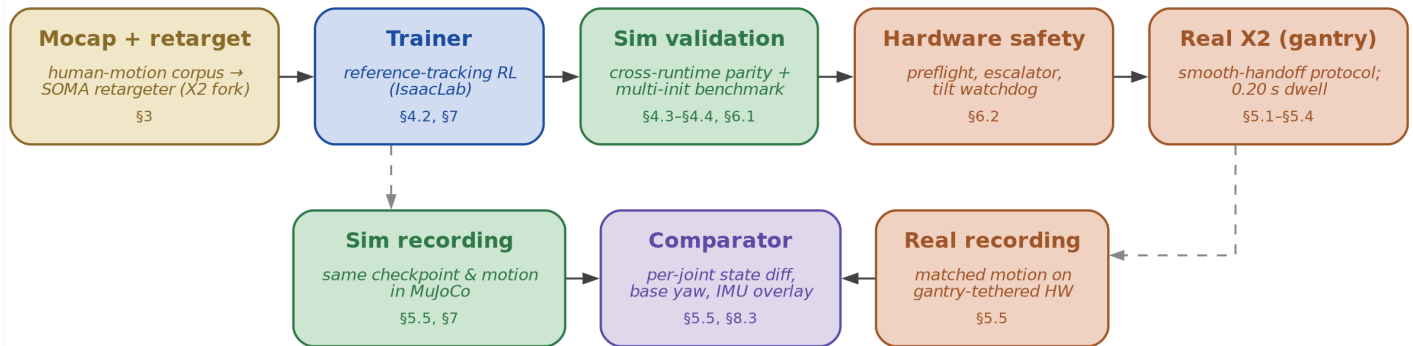 Mocap + retarget
human-motion corpus →
SOMA retargeter (X2 fork)
§3
Trainer
reference-tracking RL
(IsaacLab)
§4.2, §7
Sim validation
cross-runtime parity +
multi-init benchmark
§4.3–§4.4, §6.1
Hardware safety
preflight, escalator,
tilt watchdog
§6.2
Real X2 (gantry)
smooth-handoff protocol;
0.20 s dwell
§5.1–§5.4
Sim recording
same checkpoint & motion
in MuJoCo
§5.5, §7
Comparator
per-joint state diff,
base yaw, IMU overlay
§5.5, §8.3
Real recording
matched motion on
gantry-tethered HW
§5.5